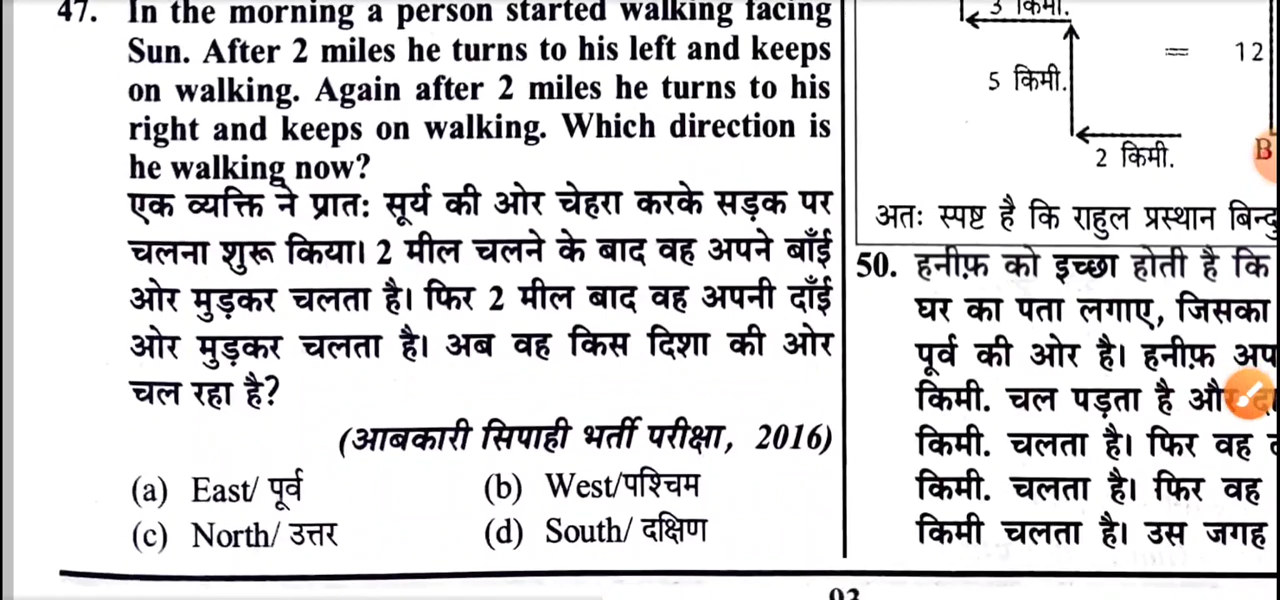 47. In the morning a person started walking facing
Sun. After 2 miles he turns to his left and keeps
on walking. Again after 2 miles he turns to his
right and keeps on walking. Which direction is
he walking now?
एक व्यक्ति ने प्रातः सूर्य की ओर चेहरा करके सड़क पर
चलना शुरू किया। 2 मील चलने के बाद वह अपने बाँई
ओर मुड़कर चलता है। फिर 2 मील बाद वह अपनी दाँई
ओर मुड़कर चलता है। अब वह किस दिशा की ओर
चल रहा है?
(आबकारी सिपाही भर्ती परीक्षा, 2016)
(a) East/ पूर्व
(b) West/पश्चिम
(c) North/ उत्तर
(d) South/ दक्षिण
3 किमी.
5 किमी.
= 12
2 किमी.
B
अतः स्पष्ट है कि राहुल प्रस्थान बिन्दु
50. हनीफ़ को इच्छा होती है कि
घर का पता लगाए, जिसका
पूर्व की ओर है। हनीफ़ अप
किमी. चल पड़ता है और
किमी. चलता है। फिर वह
किमी. चलता है। फिर वह
किमी चलता है। उस जगह
93